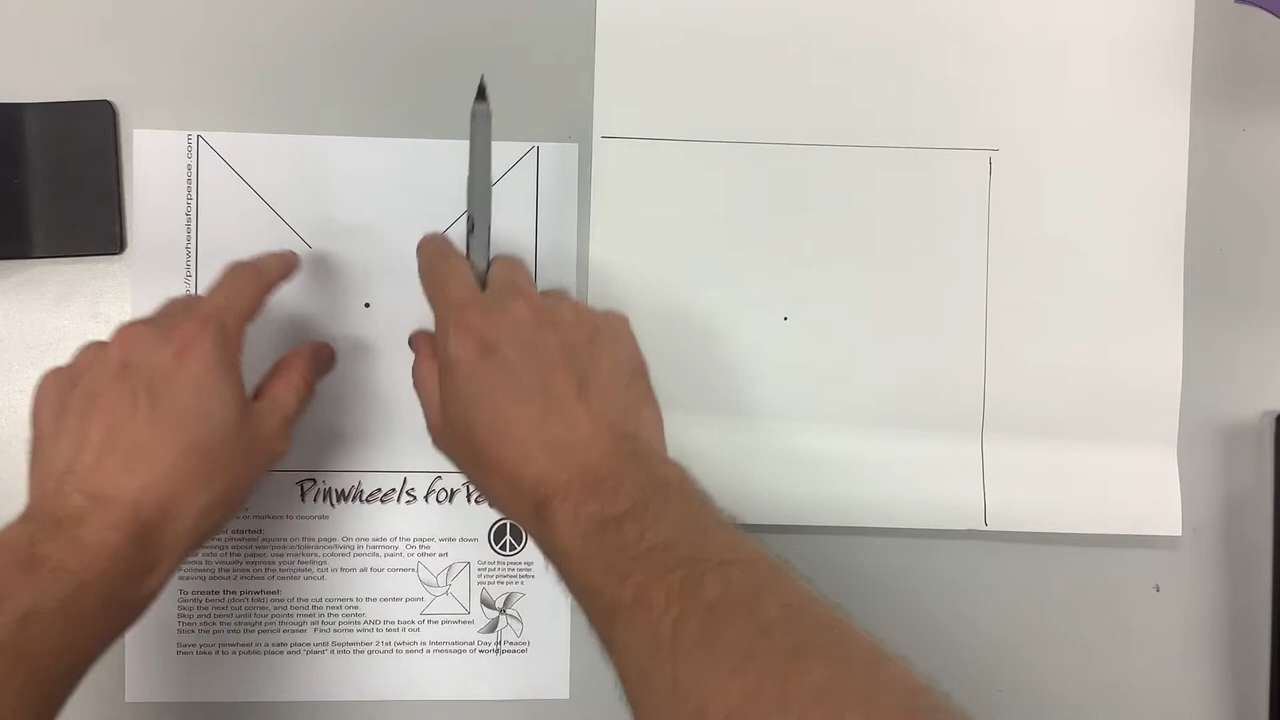 ://pinwheelsforpeace.com
Pinwheels for Pe
or markers to decorate
started:
pinwheel square on this page. On one side of the paper, write down
about war/peace/tolerance/living in harmony. On the
side of the paper, use markers, colored pencils, paint, or other art
to visually express your feelings.
Following the lines on the template, cut in from all four corners,
leaving about 2 inches of center uncut.
Cut out this peace sign
and put it in the center
of your pinwheel before
you put the pin in it.
To create the pinwheel:
Gently bend (don't fold) one of the cut corners to the center point.
Skip the next cut corner, and bend the next one.
Skip and bend until four points meet in the center.
Then stick the straight pin through all four points AND the back of the pinwheel.
Stick the pin into the pencil eraser. Find some wind to test it out.
Save your pinwheel in a safe place until September 21st (which is International Day of Peace)
then take it to a public place and "plant" it into the ground to send a message of world peace!